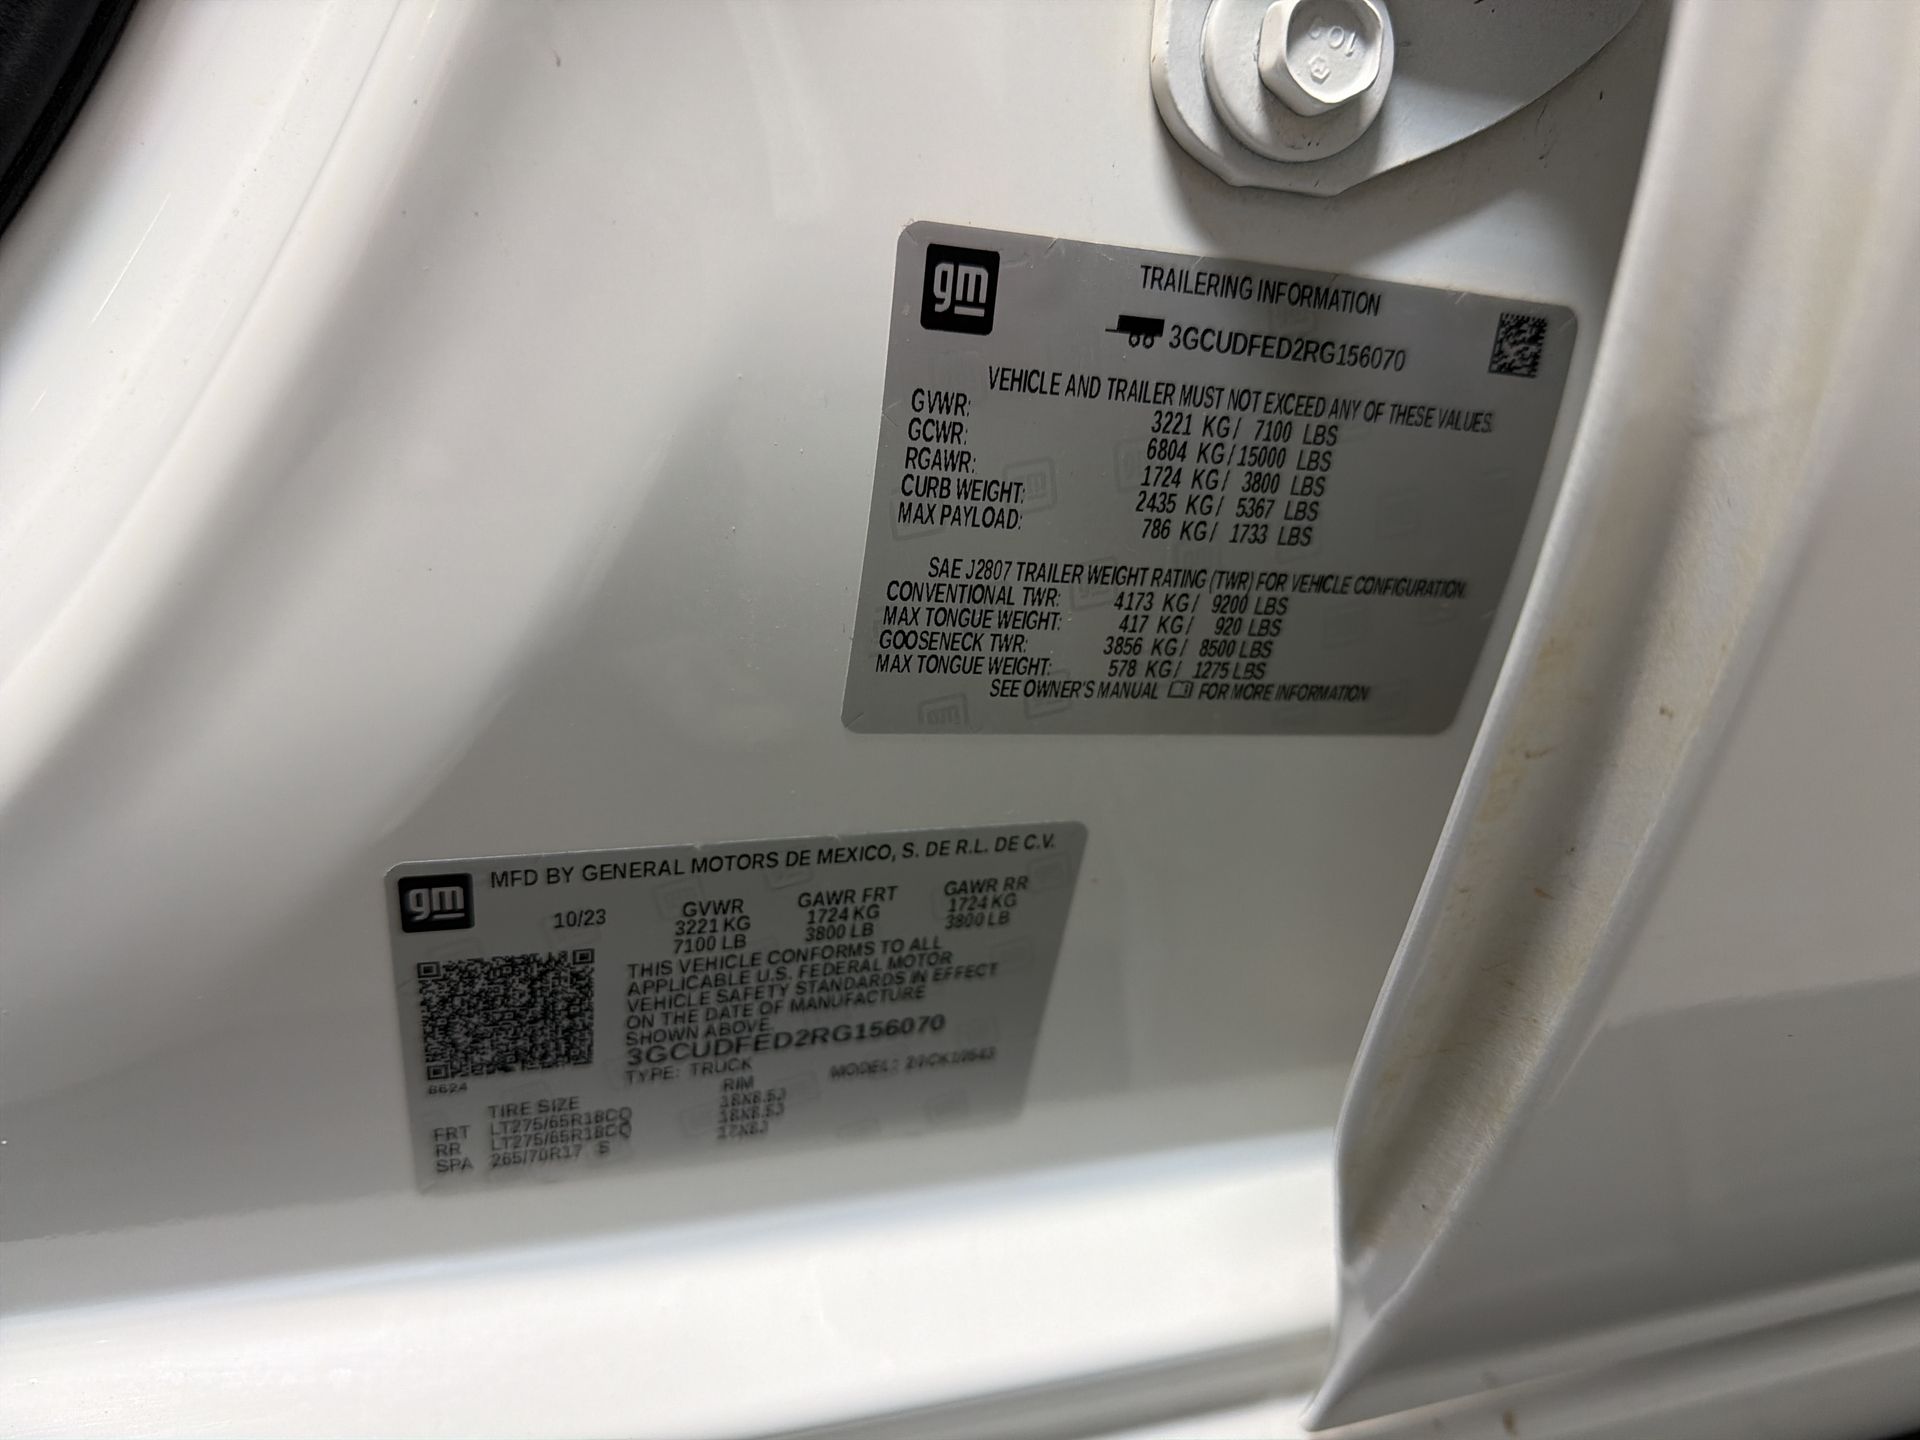 10.9
gm
TRAILERING INFORMATION
3GCUDFED2RG156070
VEHICLE AND TRAILER MUST NOT EXCEED ANY OF THESE VALUES.
GVWR: 3221 KG/ 7100 LBS
GCWR: 6804 KG/15000 LBS
RGAWR: 1724 KG/ 3800 LBS
CURB WEIGHT: 2435 KG/ 5367 LBS
MAX PAYLOAD: 786 KG/ 1733 LBS
SAE J2807 TRAILER WEIGHT RATING (TWR) FOR VEHICLE CONFIGURATION.
CONVENTIONAL TWR: 4173 KG/ 9200 LBS
MAX TONGUE WEIGHT: 417 KG/ 920 LBS
GOOSENECK TWR: 3856 KG/ 8500 LBS
MAX TONGUE WEIGHT: 578 KG/ 1275 LBS
SEE OWNER'S MANUAL FOR MORE INFORMATION
gm
MFD BY GENERAL MOTORS DE MEXICO, S. DE R.L. DE C.V.
10/23 GVWR GAWR FRT GAWR RR
3221 KG 1724 KG 1724 KG
7100 LB 3800 LB 3800 LB
THIS VEHICLE CONFORMS TO ALL
APPLICABLE U.S. FEDERAL MOTOR
VEHICLE SAFETY STANDARDS IN EFFECT
ON THE DATE OF MANUFACTURE
SHOWN ABOVE.
3GCUDFED2RG156070
TYPE: TRUCK MODEL:
8624
TIRE SIZE RIM
FRT LT275/65R18CQ 18X8.5J
RR LT275/65R18CQ 18X8.5J
SPA 265/70R17 S 17X8J